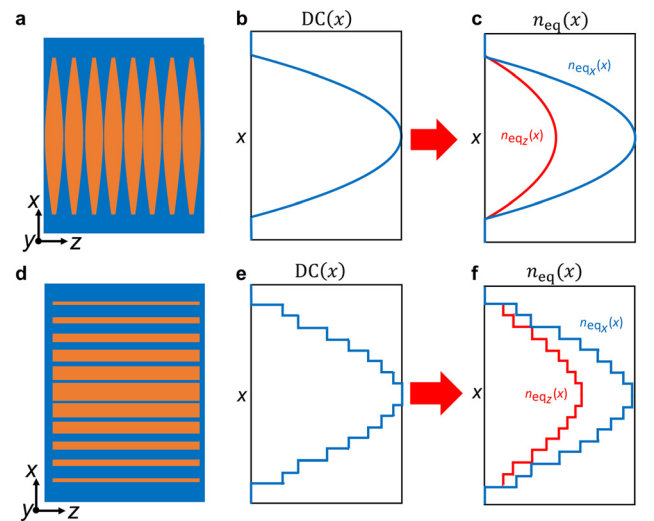 a
b
DC(x)
c
n_eq(x)
x
x
n_eqx(x)
n_eqz(x)
x
y
z
d
e
DC(x)
f
n_eq(x)
x
x
n_eqx(x)
n_eqz(x)
x
y
z